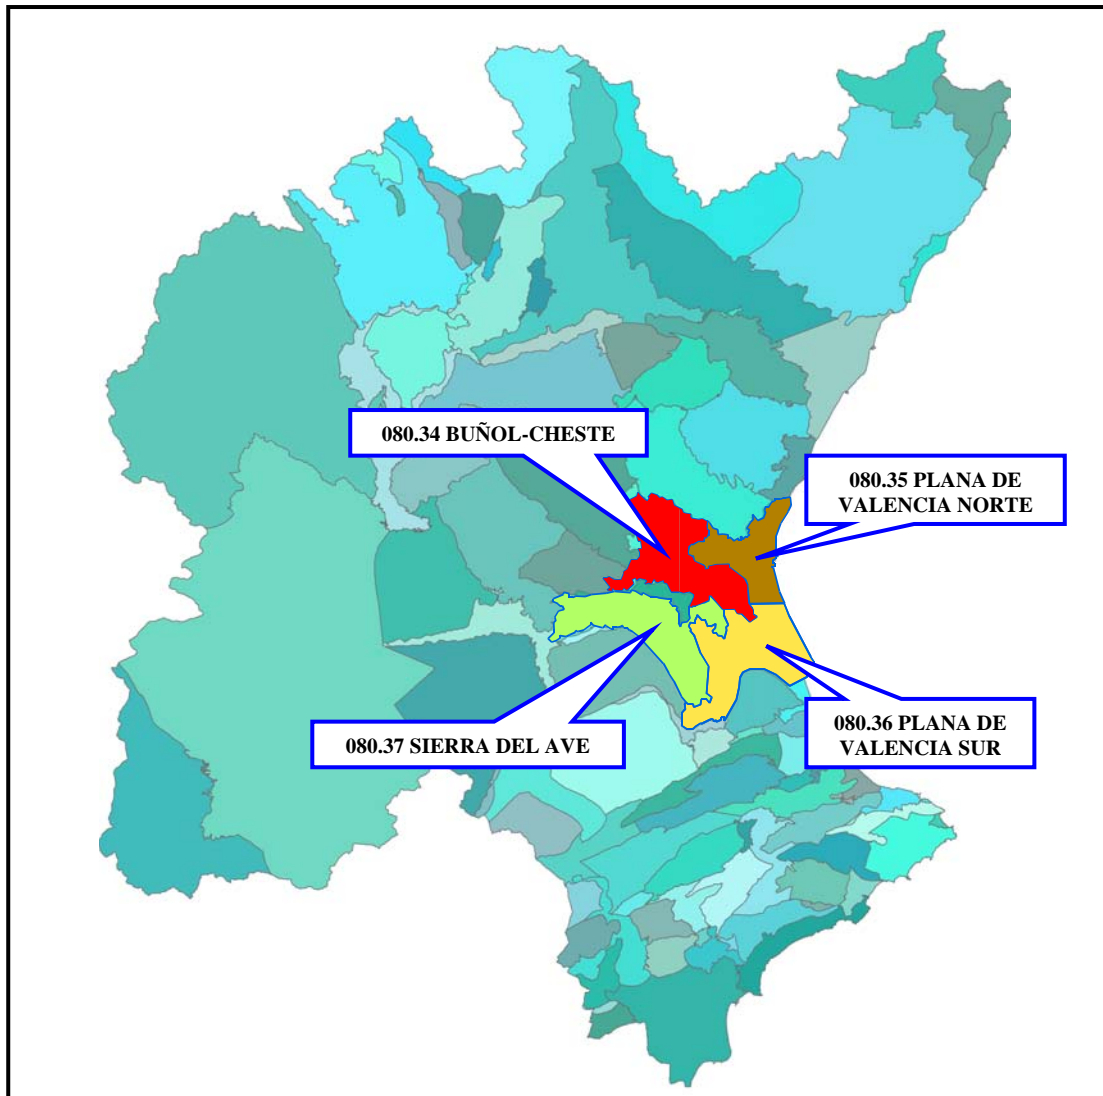 080.34 BUÑOL-CHESTE
080.35 PLANA DE
VALENCIA NORTE
080.37 SIERRA DEL AVE
080.36 PLANA DE
VALENCIA SUR